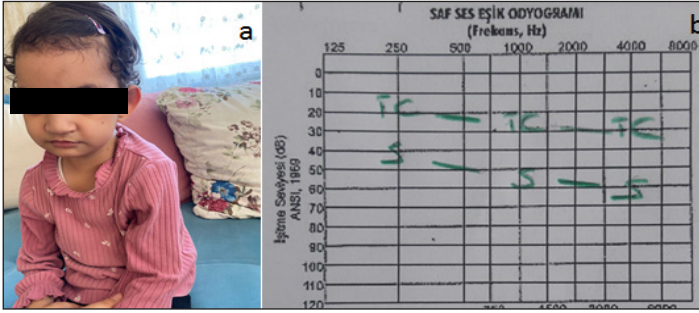 a
b
SAF SES EŞİK ODYOGRAMI
(Frekans, Hz)
125 250 500 1000 2000 4000 8000
İşitme Seviyesi (dB)
ANSI, 1969
0
10
20
30
40
50
60
70
80
90
100
110
120
TC TC TC
S S S